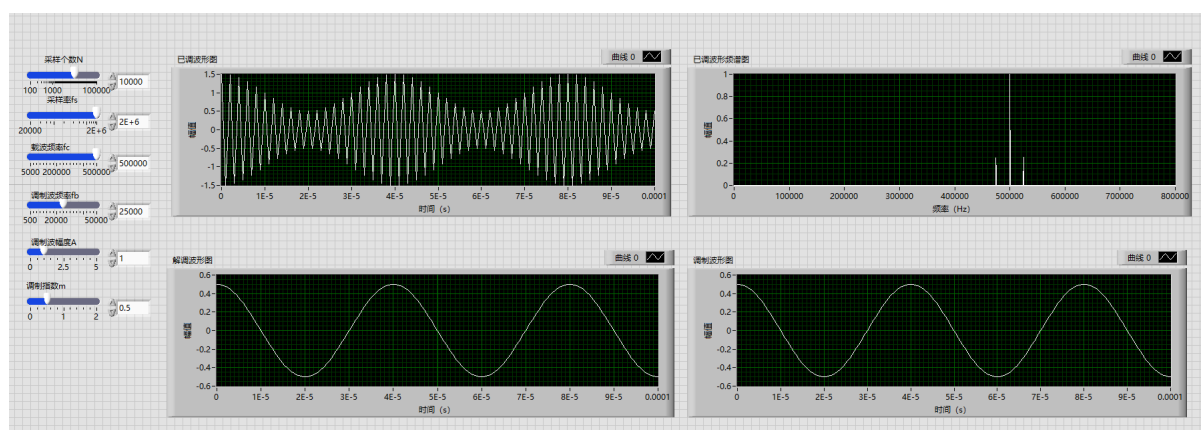 采样个数N
100 1000 100000
10000
采样率fs
20000 2E+6
2E+6
载波频率fc
5000 200000 500000
500000
调制波频率fb
500 20000 50000
25000
调制波幅度A
0 2.5 5
1
调制指数m
0 1 2
0.5
已调波形图
曲线 0
幅值
1.5
1
0.5
0
-0.5
-1
-1.5
0 1E-5 2E-5 3E-5 4E-5 5E-5 6E-5 7E-5 8E-5 9E-5 0.0001
时间 (s)
已调波形频谱图
曲线 0
幅值
1
0.8
0.6
0.4
0.2
0
0 100000 200000 300000 400000 500000 600000 700000 800000
频率 (Hz)
解调波形图
曲线 0
幅值
0.6
0.4
0.2
0
-0.2
-0.4
-0.6
0 1E-5 2E-5 3E-5 4E-5 5E-5 6E-5 7E-5 8E-5 9E-5 0.0001
时间 (s)
调制波形图
曲线 0
幅值
0.6
0.4
0.2
0
-0.2
-0.4
-0.6
0 1E-5 2E-5 3E-5 4E-5 5E-5 6E-5 7E-5 8E-5 9E-5 0.0001
时间 (s)